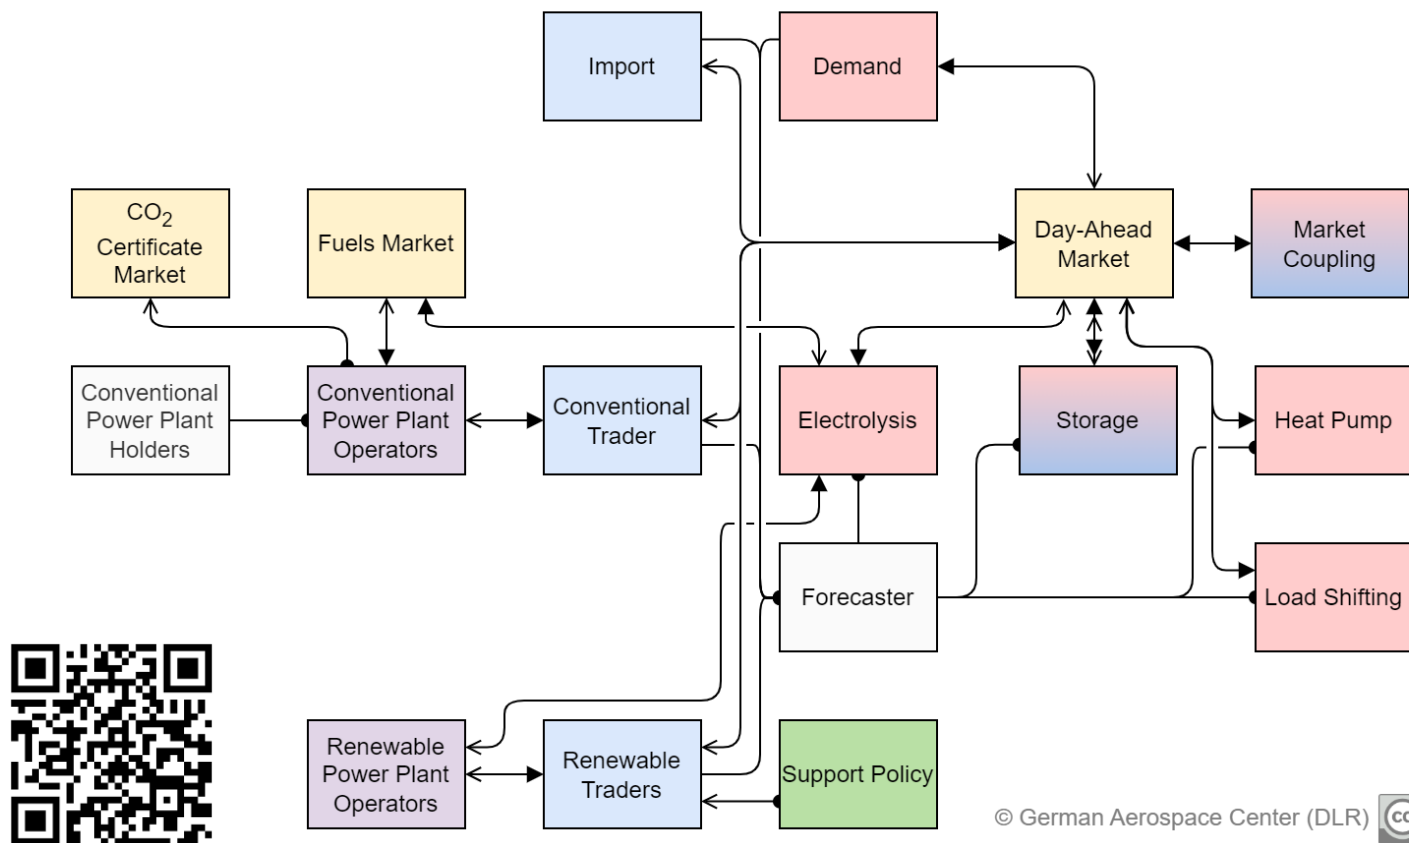 Import
Demand
CO2
Certificate
Market
Fuels Market
Day-Ahead
Market
Market
Coupling
Conventional
Power Plant
Holders
Conventional
Power Plant
Operators
Conventional
Trader
Electrolysis
Storage
Heat Pump
Forecaster
Load Shifting
Renewable
Power Plant
Operators
Renewable
Traders
Support Policy
© German Aerospace Center (DLR)
cc